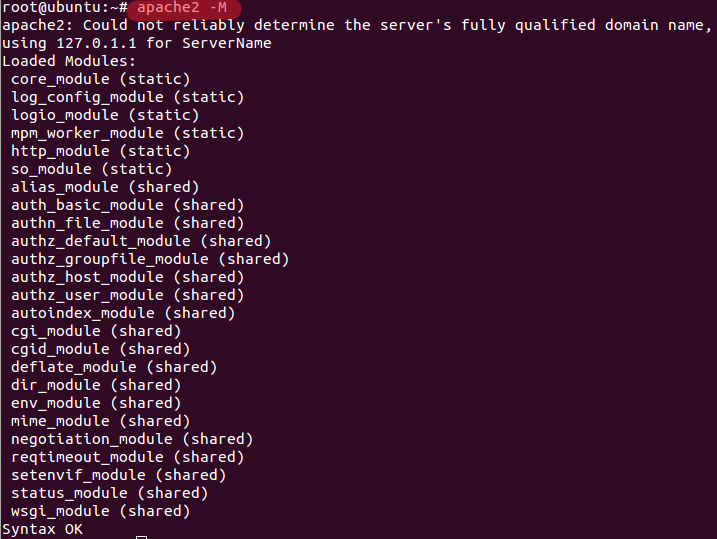 root@ubuntu:~# apache2 -M
apache2: Could not reliably determine the server's fully qualified domain name,
using 127.0.1.1 for ServerName
Loaded Modules:
 core_module (static)
 log_config_module (static)
 logio_module (static)
 mpm_worker_module (static)
 http_module (static)
 so_module (static)
 alias_module (shared)
 auth_basic_module (shared)
 authn_file_module (shared)
 authz_default_module (shared)
 authz_groupfile_module (shared)
 authz_host_module (shared)
 authz_user_module (shared)
 autoindex_module (shared)
 cgi_module (shared)
 cgid_module (shared)
 deflate_module (shared)
 dir_module (shared)
 env_module (shared)
 mime_module (shared)
 negotiation_module (shared)
 reqtimeout_module (shared)
 setenvif_module (shared)
 status_module (shared)
 wsgi_module (shared)
Syntax OK